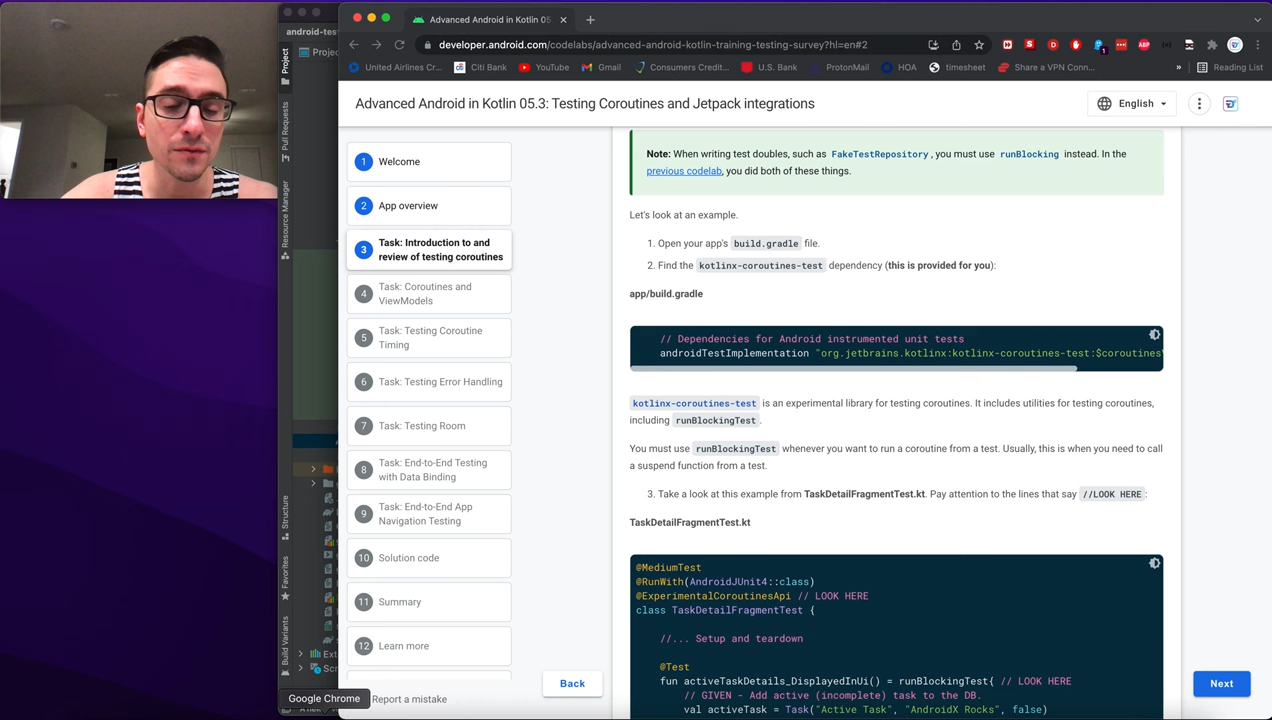 android-tes
Project
Pull Requests
Resource Manager
Structure
Favorites
Build Variants
Projec
Ext
Scr
Google Chrome
Advanced Android in Kotlin 05
developer.android.com/codelabs/advanced-android-kotlin-training-testing-survey?hl=en#2
United Airlines Cr...
Citi Bank
YouTube
Gmail
Consumers Credit...
U.S. Bank
ProtonMail
HOA
timesheet
Share a VPN Conn...
»
Reading List
Advanced Android in Kotlin 05.3: Testing Coroutines and Jetpack integrations
English
1 Welcome
2 App overview
3 Task: Introduction to and
review of testing coroutines
4 Task: Coroutines and
ViewModels
5 Task: Testing Coroutine
Timing
6 Task: Testing Error Handling
7 Task: Testing Room
8 Task: End-to-End Testing
with Data Binding
9 Task: End-to-End App
Navigation Testing
10 Solution code
11 Summary
12 Learn more
Report a mistake
Note: When writing test doubles, such as FakeTestRepository, you must use runBlocking instead. In the
previous codelab, you did both of these things.
Let's look at an example.
1. Open your app's build.gradle file.
2. Find the kotlinx-coroutines-test dependency (this is provided for you):
app/build.gradle
// Dependencies for Android instrumented unit tests
androidTestImplementation "org.jetbrains.kotlinx:kotlinx-coroutines-test:$coroutines
kotlinx-coroutines-test is an experimental library for testing coroutines. It includes utilities for testing coroutines,
including runBlockingTest.
You must use runBlockingTest whenever you want to run a coroutine from a test. Usually, this is when you need to call
a suspend function from a test.
3. Take a look at this example from TaskDetailFragmentTest.kt. Pay attention to the lines that say //LOOK HERE:
TaskDetailFragmentTest.kt
@MediumTest
@RunWith(AndroidJUnit4::class)
@ExperimentalCoroutinesApi // LOOK HERE
class TaskDetailFragmentTest {
//... Setup and teardown
@Test
fun activeTaskDetails_DisplayedInUi() = runBlockingTest{ // LOOK HERE
// GIVEN - Add active (incomplete) task to the DB.
val activeTask = Task("Active Task", "AndroidX Rocks", false)
Back
Next